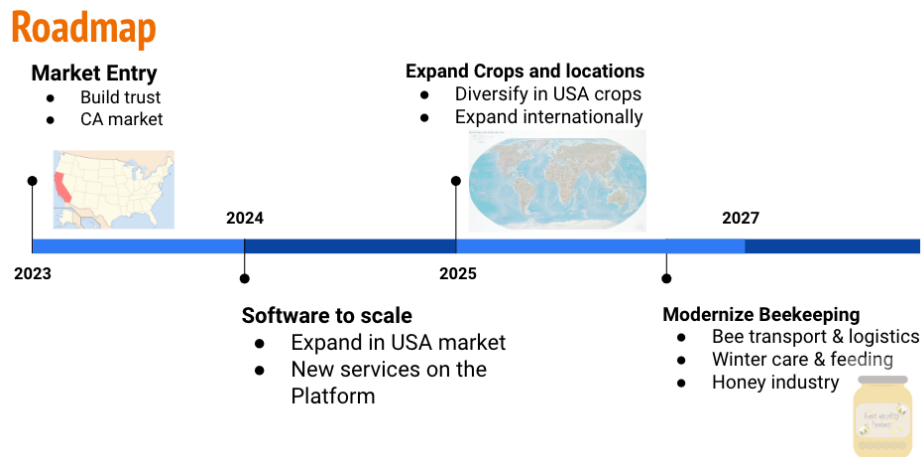 Roadmap
Market Entry
● Build trust
● CA market
Expand Crops and locations
● Diversify in USA crops
● Expand internationally
2024
2027
2023
2025
Software to scale
● Expand in USA market
● New services on the
Platform
Modernize Beekeeping
● Bee transport & logistics
● Winter care & feeding
● Honey industry